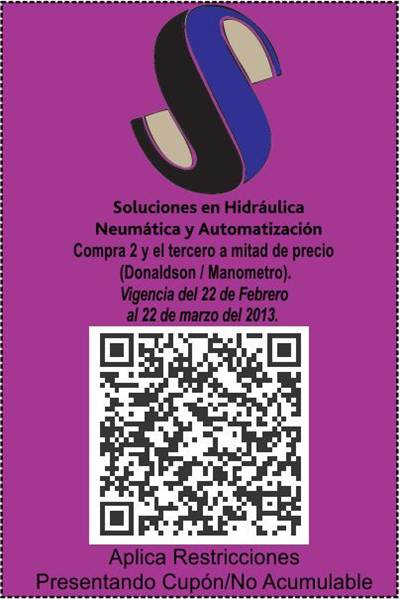 Soluciones en Hidráulica
Neumática y Automatización
Compra 2 y el tercero a mitad de precio
(Donaldson / Manometro).
Vigencia del 22 de Febrero
al 22 de marzo del 2013.
Aplica Restricciones
Presentando Cupón/No Acumulable